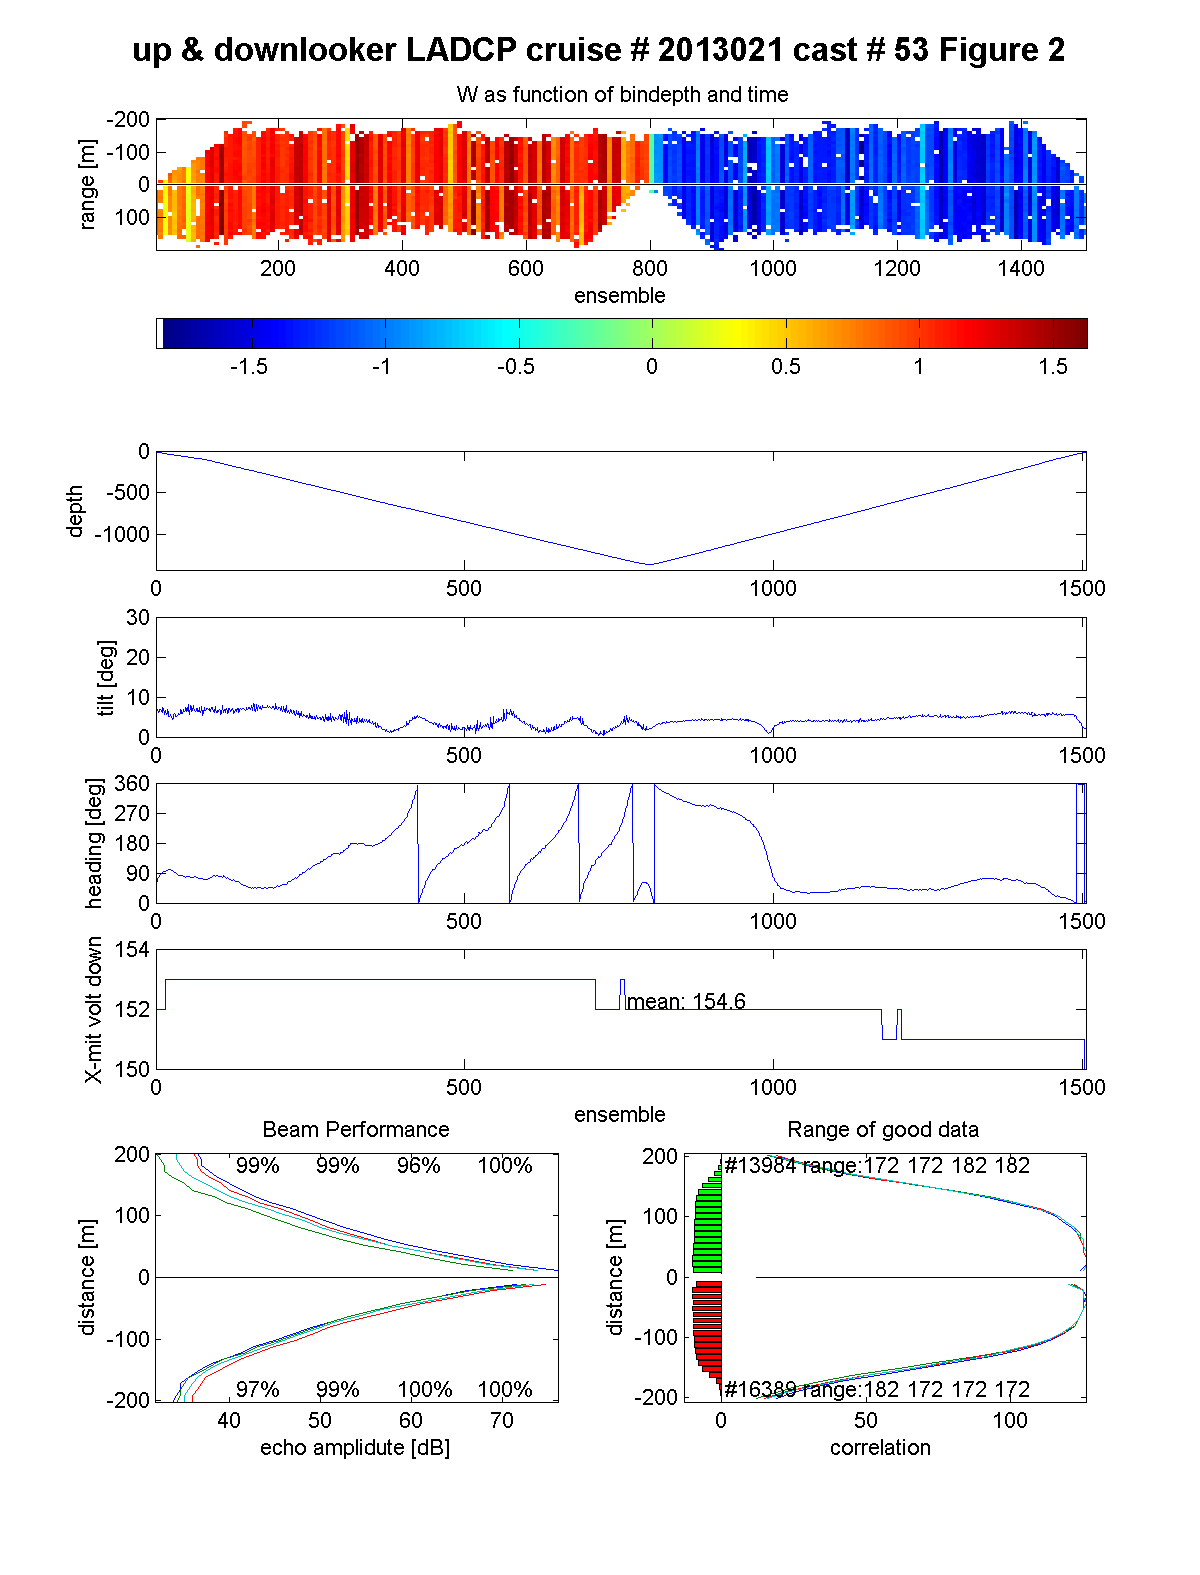 up & downlooker LADCP cruise # 2013021 cast # 53 Figure 2
W as function of bindepth and time
range [m]
-200
-100
0
100
200 400 600 800 1000 1200 1400
ensemble
-1.5 -1 -0.5 0 0.5 1 1.5
depth
0
-500
-1000
0 500 1000 1500
tilt [deg]
30
20
10
0
0 500 1000 1500
heading [deg]
360
270
180
90
0
0 500 1000 1500
X-mit volt down
154
152
150
mean: 154.6
0 500 1000 1500
ensemble
Beam Performance
distance [m]
200
100
0
-100
-200
99% 99% 96% 100%
97% 99% 100% 100%
40 50 60 70
echo amplidute [dB]
Range of good data
distance [m]
200
100
0
-100
-200
#13984 range:172 172 182 182
#16389 range:182 172 172 172
0 50 100
correlation